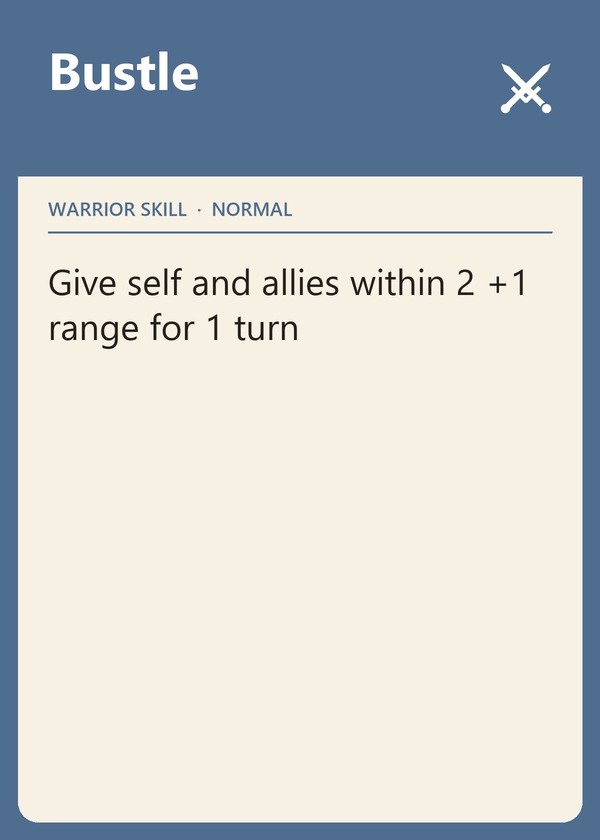 Bustle
WARRIOR SKILL · NORMAL
Give self and allies within 2 +1
range for 1 turn